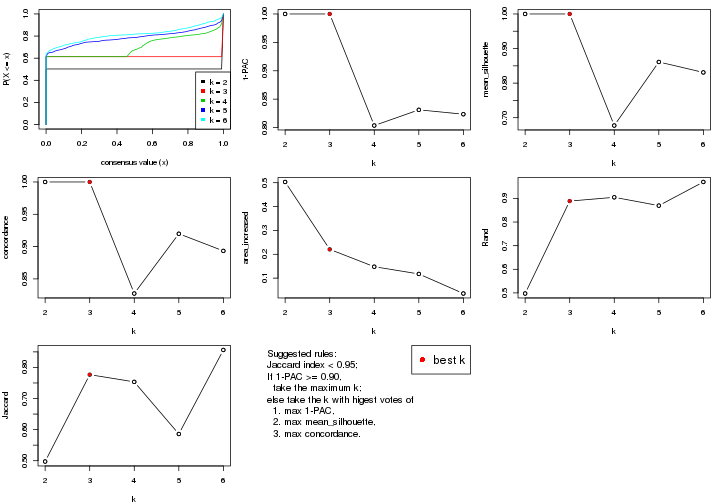 P(X <= x)
1.0
0.8
0.6
0.4
0.2
0.0
k = 2
k = 3
k = 4
k = 5
k = 6
0.0 0.2 0.4 0.6 0.8 1.0
consensus value (x)
1-PAC
1.00
0.95
0.90
0.85
0.80
2 3 4 5 6
k
mean_silhouette
1.00
0.90
0.80
0.70
2 3 4 5 6
k
concordance
1.00
0.95
0.90
0.85
2 3 4 5 6
k
area_increased
0.5
0.4
0.3
0.2
0.1
2 3 4 5 6
k
Rand
0.9
0.8
0.7
0.6
0.5
2 3 4 5 6
k
Jaccard
0.80
0.70
0.60
0.50
2 3 4 5 6
k
Suggested rules:
Jaccard index < 0.95;
If 1-PAC >= 0.90,
take the maximum k;
else take the k with higest votes of
1. max 1-PAC,
2. max mean_silhouette,
3. max concordance.
best k